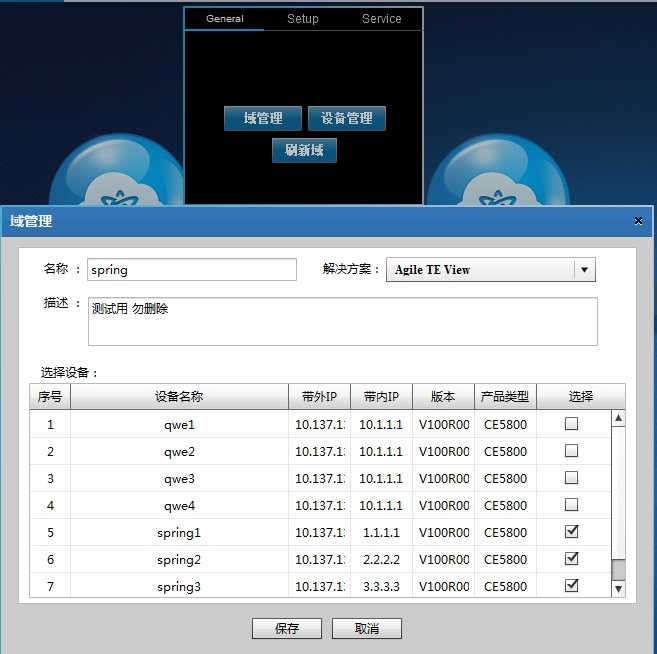 General Setup Service
域管理 设备管理
刷新域
域管理 ×
名称 : spring 解决方案 : Agile TE View
描述 : 测试用 勿删除
选择设备 :
序号 设备名称 带外IP 带内IP 版本 产品类型 选择
1 qwe1 10.137.1 10.1.1.1 V100R00 CE5800
2 qwe2 10.137.1 10.1.1.1 V100R00 CE5800
3 qwe3 10.137.1 10.1.1.1 V100R00 CE5800
4 qwe4 10.137.1 10.1.1.1 V100R00 CE5800
5 spring1 10.137.1 1.1.1.1 V100R00 CE5800
6 spring2 10.137.1 2.2.2.2 V100R00 CE5800
7 spring3 10.137.1 3.3.3.3 V100R00 CE5800
保存 取消